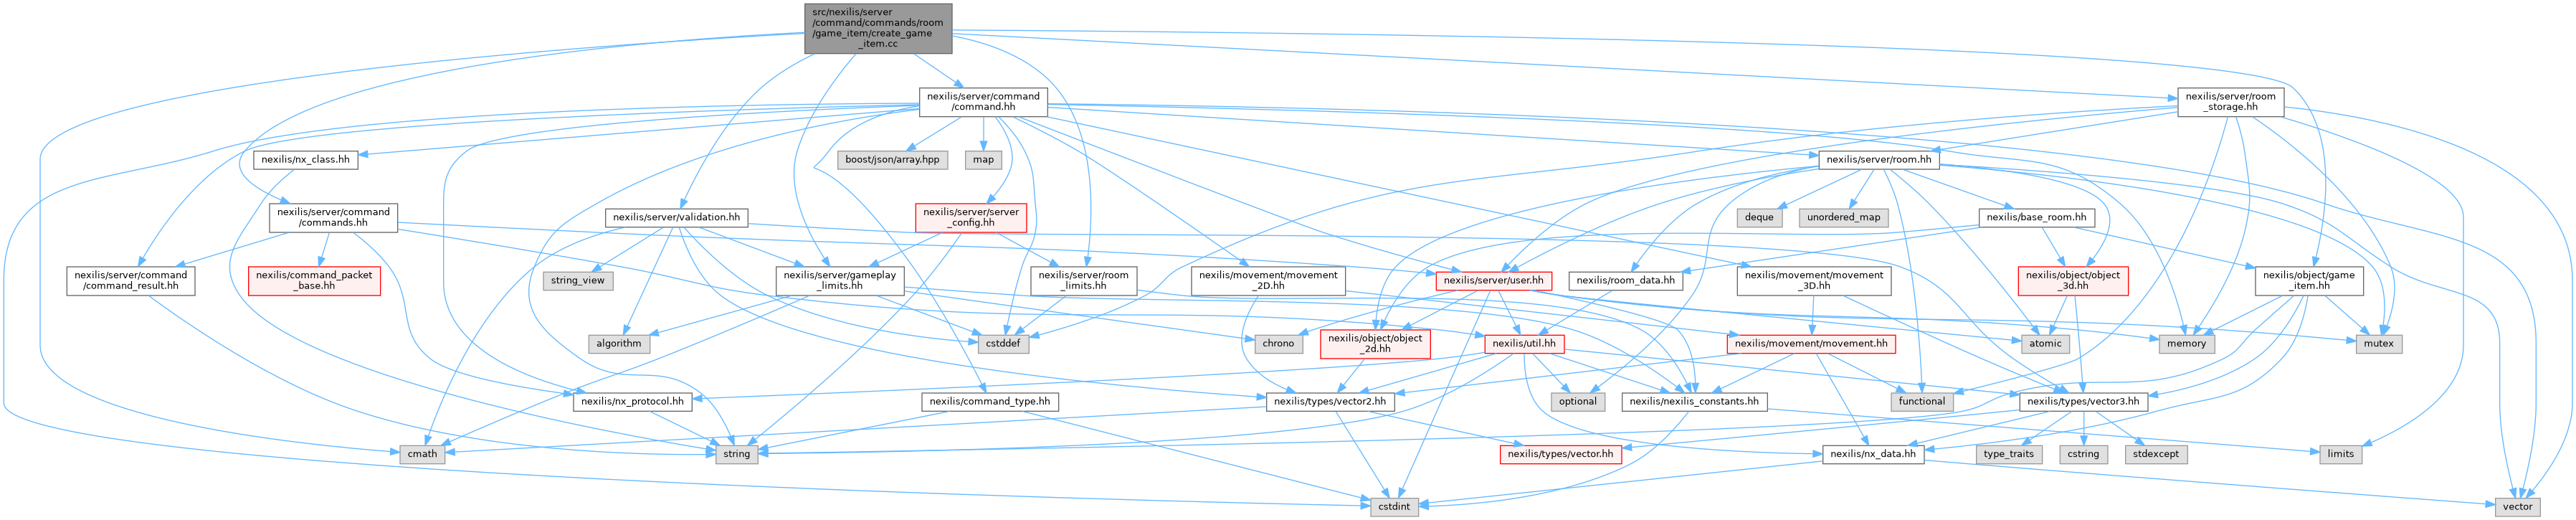 src/nexilis/server
/command/commands/room
/game_item/create_game
_item.cc
nexilis/server/command
/command.hh
nexilis/server/room
_storage.hh
nexilis/nx_class.hh
boost/json/array.hpp
map
nexilis/server/room.hh
nexilis/server/command
/commands.hh
nexilis/server/validation.hh
nexilis/server/server
_config.hh
deque
unordered_map
nexilis/base_room.hh
nexilis/server/command
/command_result.hh
nexilis/command_packet
_base.hh
string_view
nexilis/server/gameplay
_limits.hh
nexilis/server/room
_limits.hh
nexilis/movement/movement
_2D.hh
nexilis/server/user.hh
nexilis/room_data.hh
nexilis/movement/movement
_3D.hh
nexilis/object/object
_3d.hh
nexilis/object/game
_item.hh
algorithm
cstddef
chrono
nexilis/object/object
_2d.hh
nexilis/util.hh
nexilis/movement/movement.hh
atomic
memory
mutex
nexilis/nx_protocol.hh
nexilis/command_type.hh
nexilis/types/vector2.hh
optional
nexilis/nexilis_constants.hh
functional
nexilis/types/vector3.hh
cmath
string
nexilis/types/vector.hh
nexilis/nx_data.hh
type_traits
cstring
stdexcept
limits
cstdint
vector